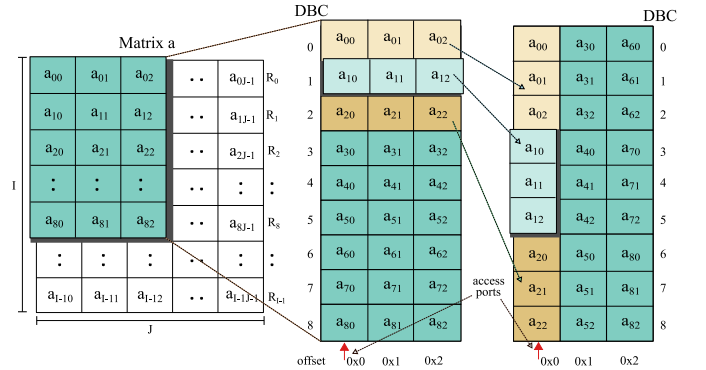 Matrix a
I
a00 a01 a02 ·· a0J-1 R0
a10 a11 a12 ·· a1J-1 R1
a20 a21 a22 ·· a2J-1 R2
: : : ·· : :
a80 a81 a82 ·· a8J-1 R8
: : : ·· : :
aI-10 aI-11 aI-12 ·· aI-1J-1 RI-1
J
DBC
0 a00 a01 a02
1 a10 a11 a12
2 a20 a21 a22
3 a30 a31 a32
4 a40 a41 a42
5 a50 a51 a52
6 a60 a61 a62
7 a70 a71 a72
8 a80 a81 a82
offset 0x0 0x1 0x2
access
ports
DBC
a00 a30 a60 0
a01 a31 a61 1
a02 a32 a62 2
a10 a40 a70 3
a11 a41 a71 4
a12 a42 a72 5
a20 a50 a80 6
a21 a51 a81 7
a22 a52 a82 8
0x0 0x1 0x2